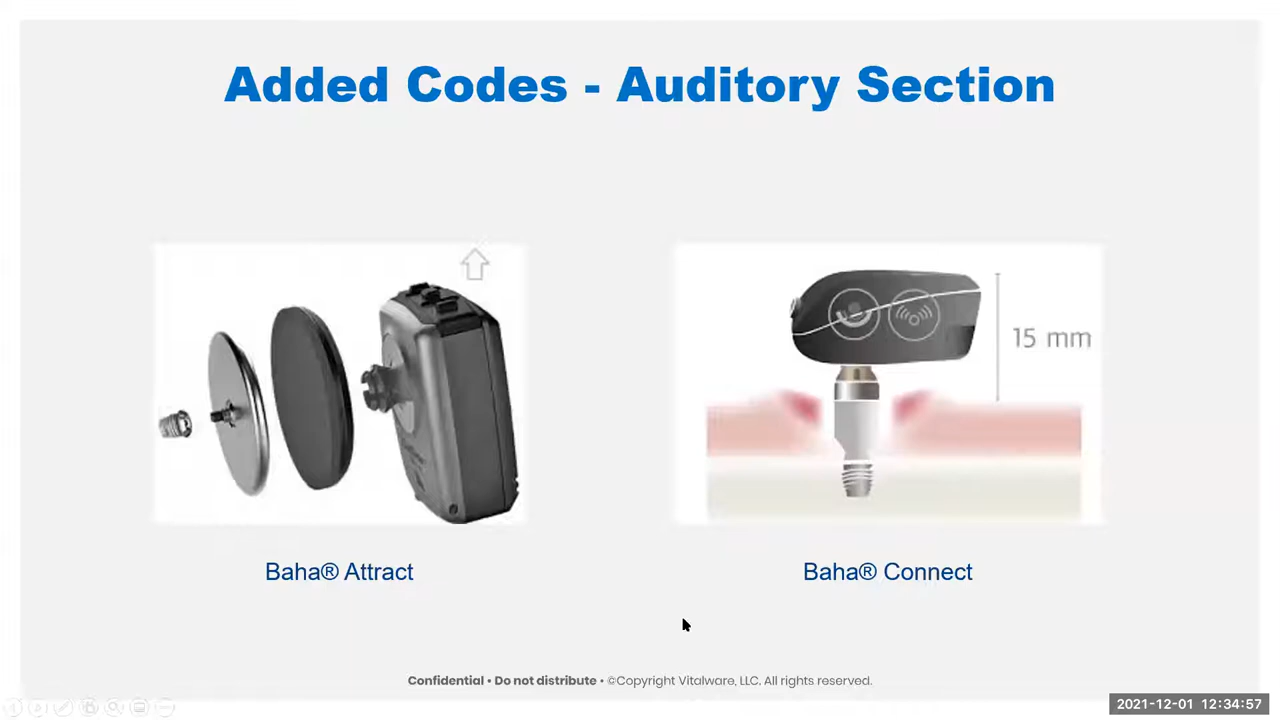 Added Codes - Auditory Section
15 mm
Baha® Attract
Baha® Connect
Confidential • Do not distribute • ©Copyright Vitalware, LLC. All rights reserved.
2021-12-01 12:34:57